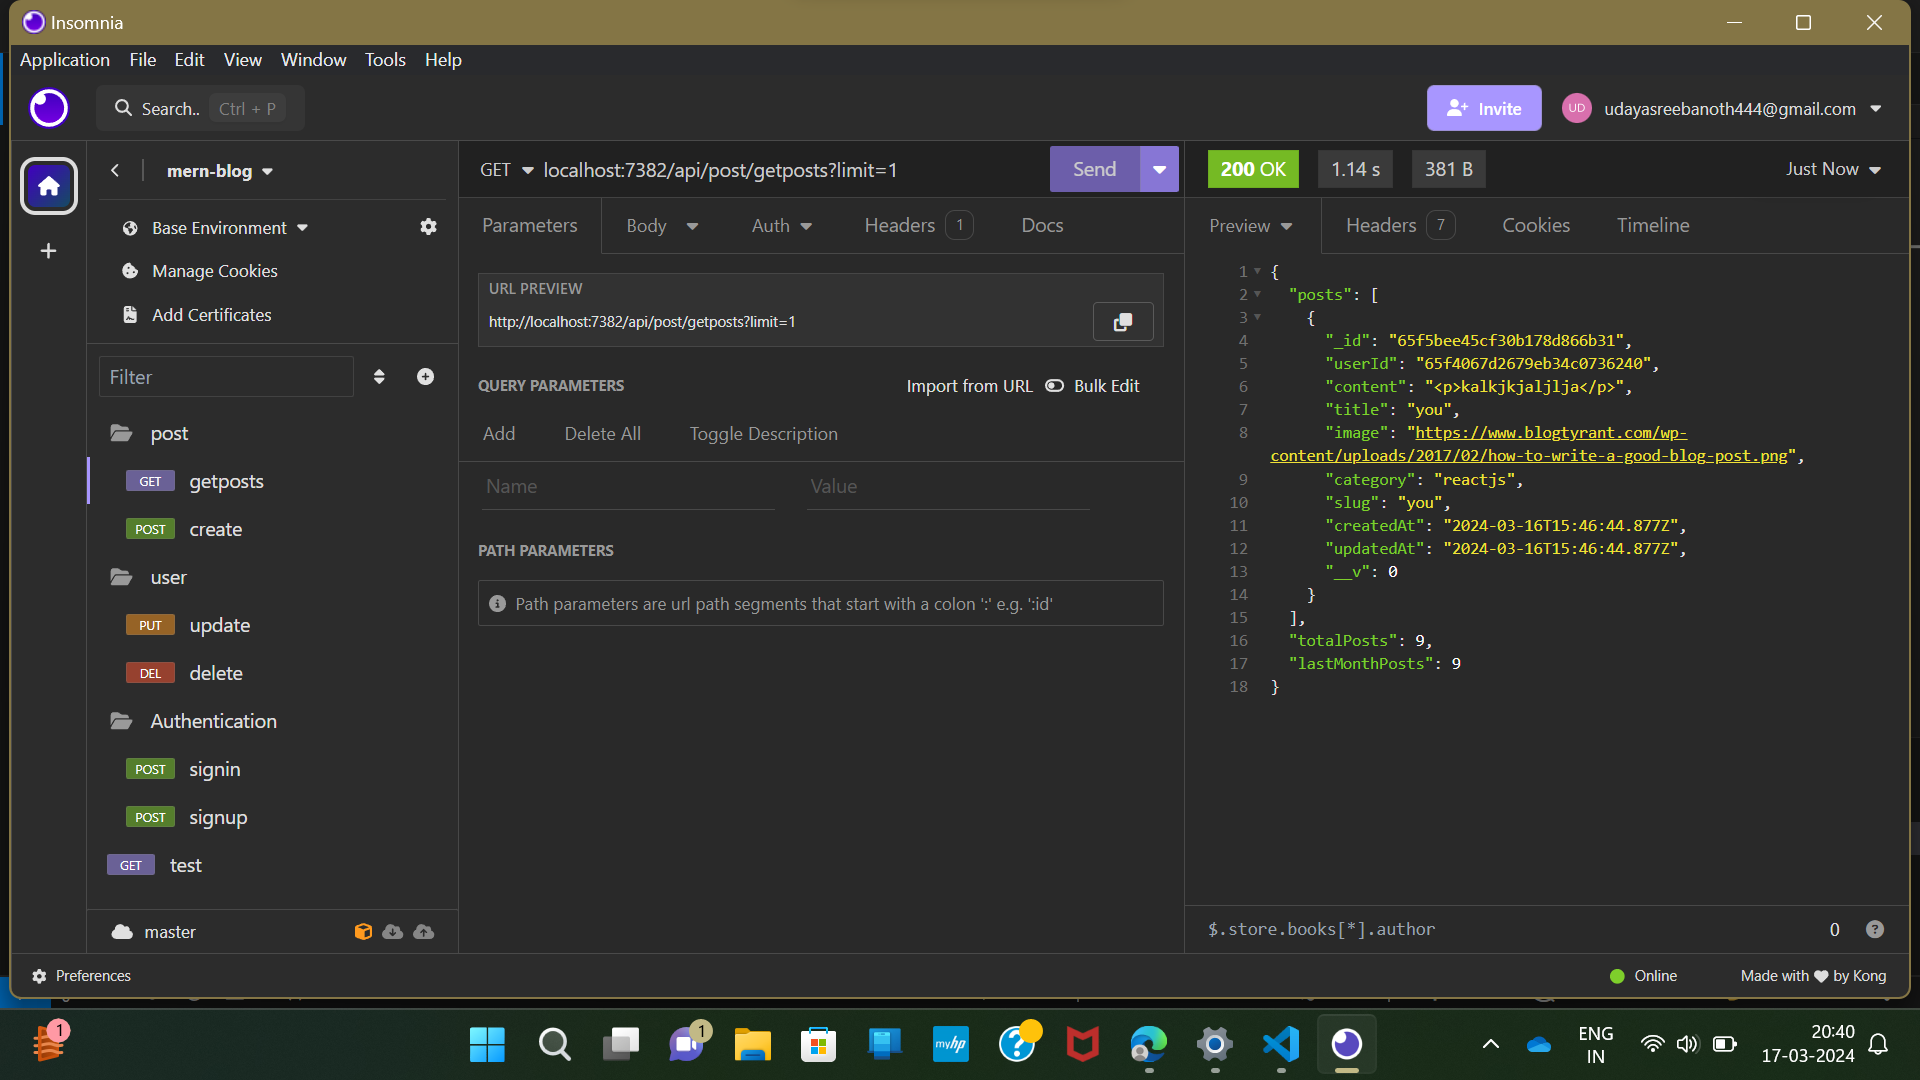 Insomnia
Application File Edit View Window Tools Help
Search.. Ctrl + P
Invite
UD
udayasreebanoth444@gmail.com
mern-blog
GET localhost:7382/api/post/getposts?limit=1
Send
200 OK
1.14 s
381 B
Just Now
Base Environment
Manage Cookies
Add Certificates
Filter
post
GET getposts
POST create
user
PUT update
DEL delete
Authentication
POST signin
POST signup
GET test
master
Parameters Body Auth Headers 1 Docs
URL PREVIEW
http://localhost:7382/api/post/getposts?limit=1
QUERY PARAMETERS Import from URL Bulk Edit
Add Delete All Toggle Description
Name Value
PATH PARAMETERS
Path parameters are url path segments that start with a colon ':' e.g. ':id'
Preview Headers 7 Cookies Timeline
1 {
2 "posts": [
3 {
4 "_id": "65f5bee45cf30b178d866b31",
5 "userId": "65f4067d2679eb34c0736240",
6 "content": "<p>kalkjkjaljlja</p>",
7 "title": "you",
8 "image": "https://www.blogtyrant.com/wp-
content/uploads/2017/02/how-to-write-a-good-blog-post.png",
9 "category": "reactjs",
10 "slug": "you",
11 "createdAt": "2024-03-16T15:46:44.877Z",
12 "updatedAt": "2024-03-16T15:46:44.877Z",
13 "__v": 0
14 }
15 ],
16 "totalPosts": 9,
17 "lastMonthPosts": 9
18 }
$.store.books[*].author 0 ?
Preferences
Online
Made with ♥ by Kong
1
1
myhp
?
ENG
IN
20:40
17-03-2024